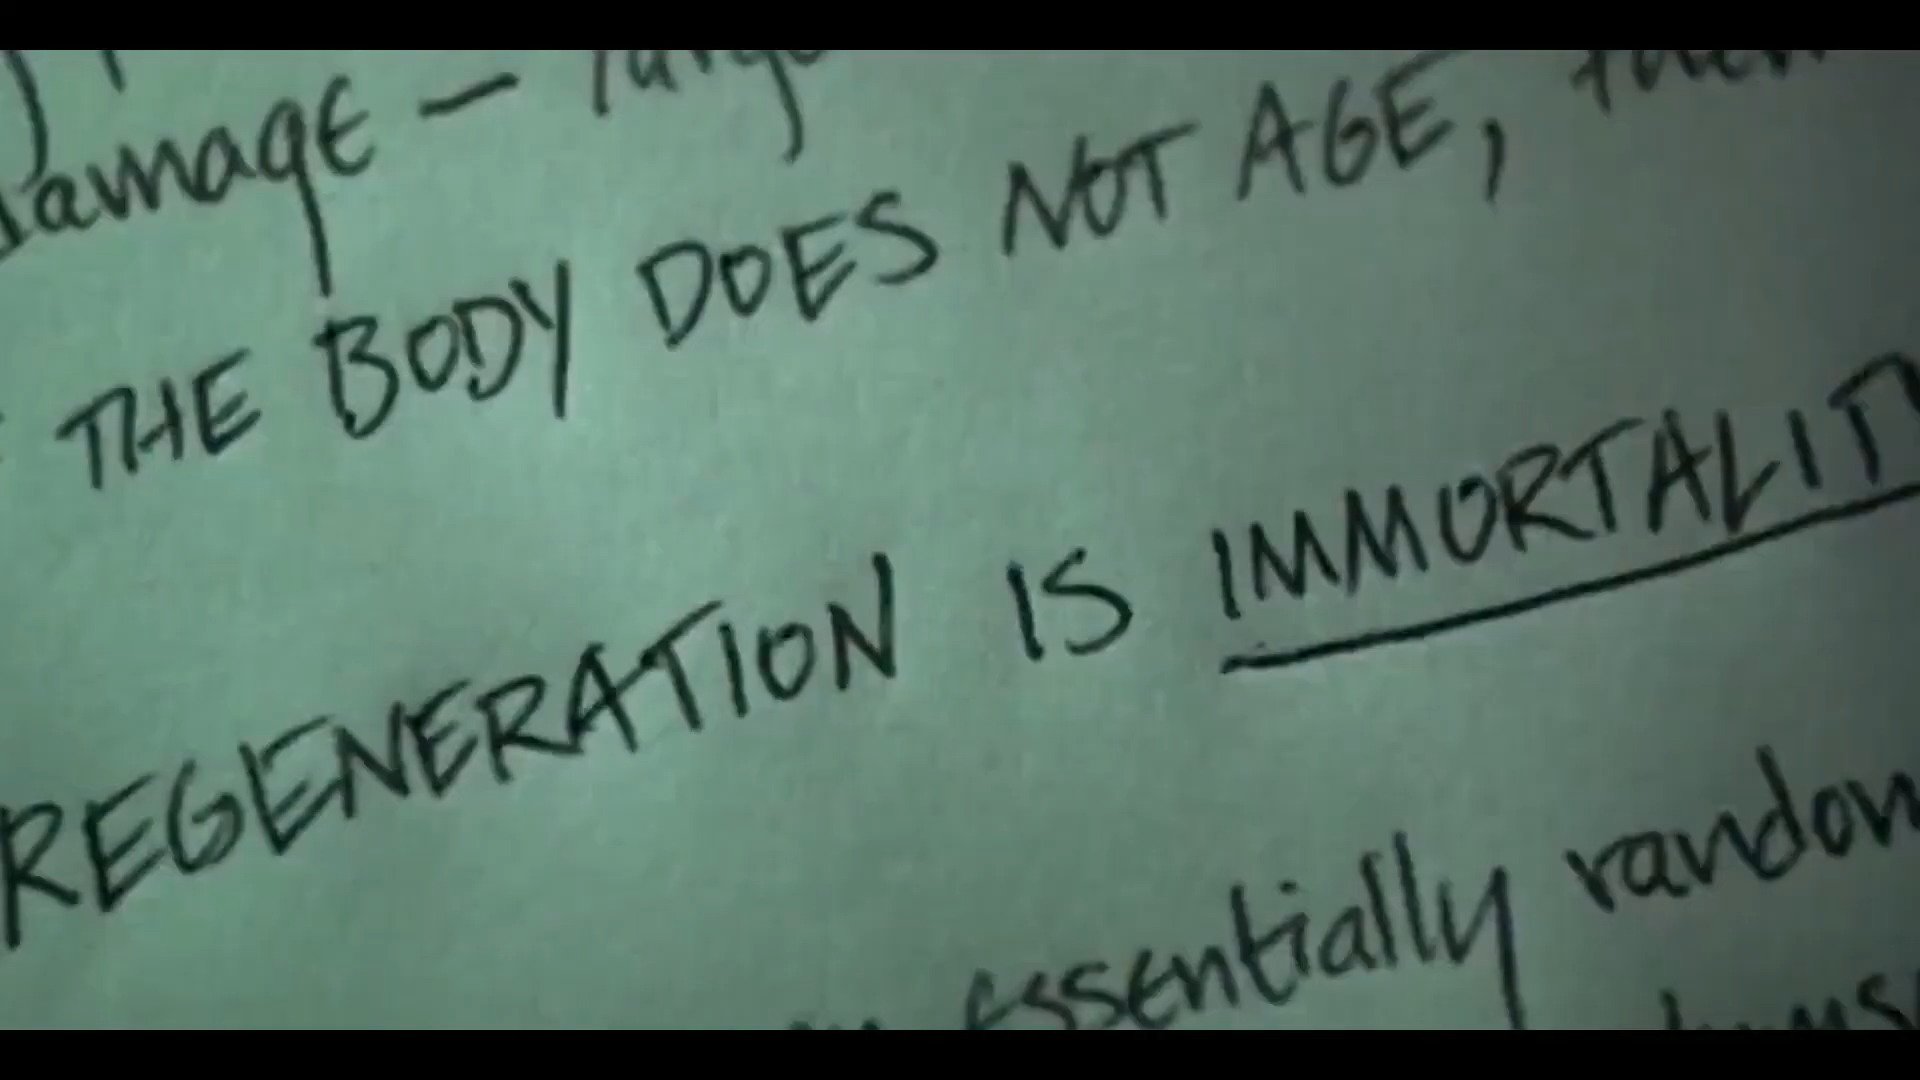 damage –
THE BODY DOES NOT AGE,
REGENERATION IS IMMORTALIT
essentially random